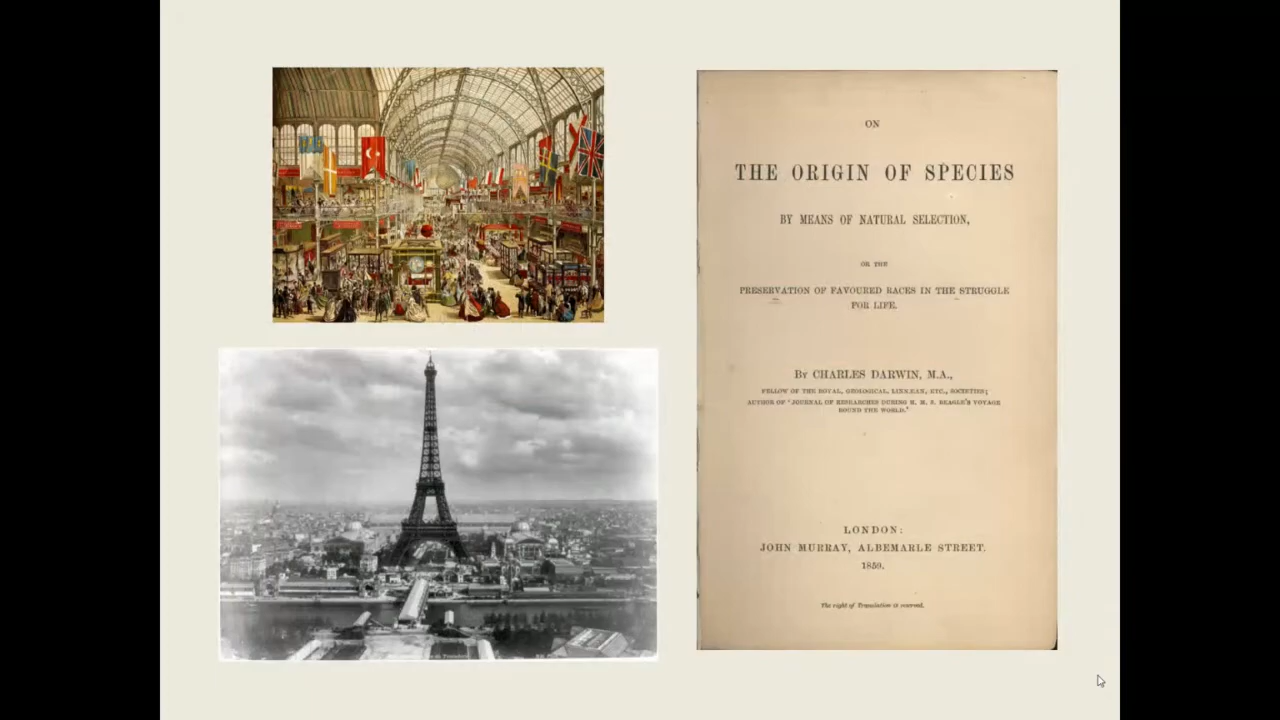 ON
THE ORIGIN OF SPECIES
BY MEANS OF NATURAL SELECTION,
OR THE
PRESERVATION OF FAVOURED RACES IN THE STRUGGLE
FOR LIFE.
BY CHARLES DARWIN, M.A.,
FELLOW OF THE ROYAL, GEOLOGICAL, LINNÆAN, ETC., SOCIETIES;
AUTHOR OF 'JOURNAL OF RESEARCHES DURING H. M. S. BEAGLE'S VOYAGE
ROUND THE WORLD.'
LONDON:
JOHN MURRAY, ALBEMARLE STREET.
1859.
The right of Translation is reserved.